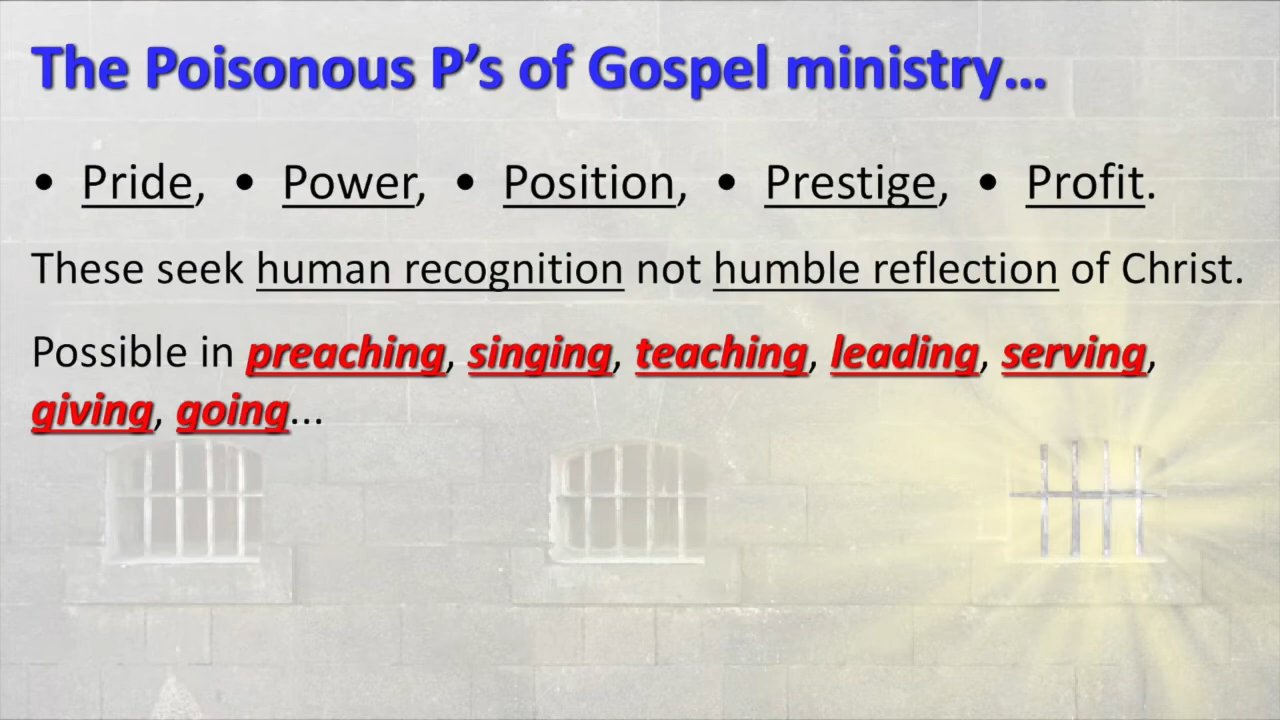 The Poisonous P’s of Gospel ministry…
• Pride, • Power, • Position, • Prestige, • Profit.
These seek human recognition not humble reflection of Christ.
Possible in preaching, singing, teaching, leading, serving,
giving, going...